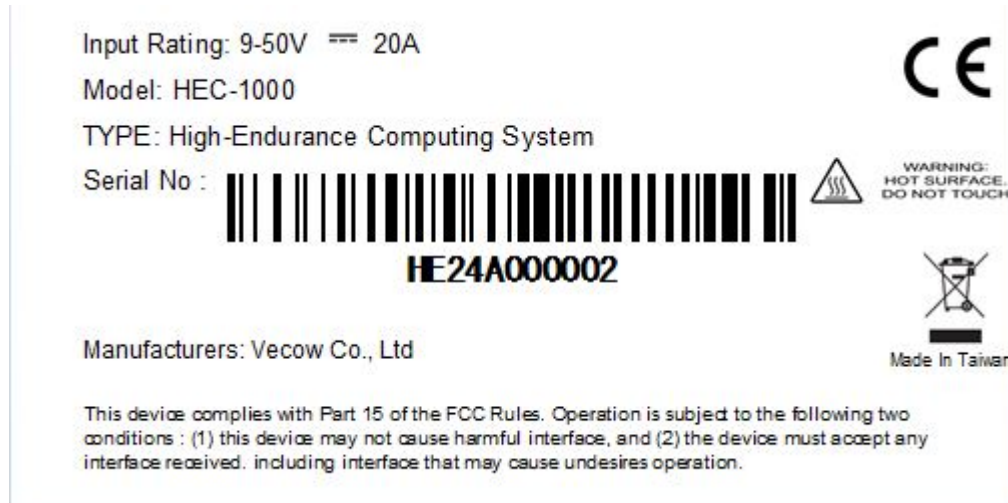 Input Rating: 9-50V ⎓ 20A
Model: HEC-1000
TYPE: High-Endurance Computing System
Serial No :
HE24A000002
Manufacturers: Vecow Co., Ltd
This device complies with Part 15 of the FCC Rules. Operation is subject to the following two
conditions : (1) this device may not cause harmful interface, and (2) the device must accept any
interface received. including interface that may cause undesires operation.
CE
WARNING:
HOT SURFACE.
DO NOT TOUCH
Made In Taiwan